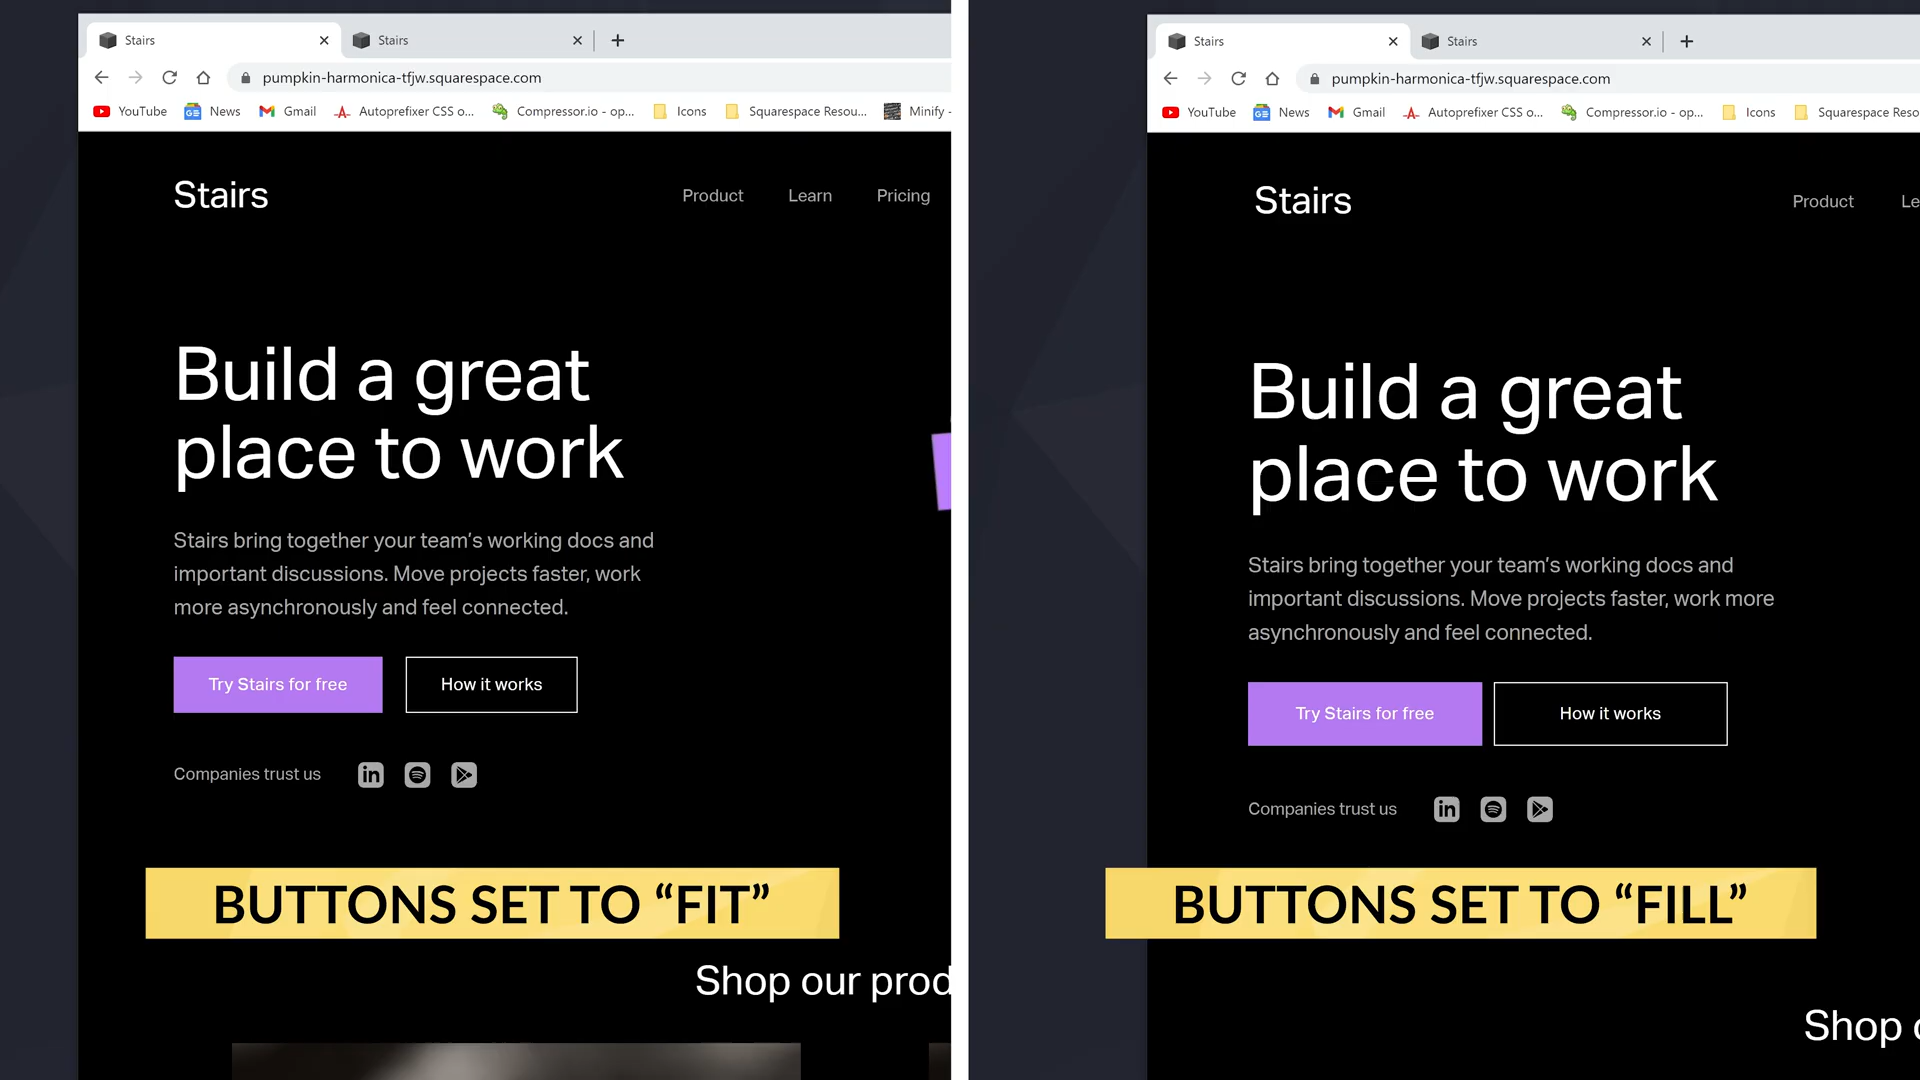 Stairs
Stairs
pumpkin-harmonica-tfjw.squarespace.com
YouTube
News
Gmail
Autoprefixer CSS o...
Compressor.io - op...
Icons
Squarespace Resou...
Minify -
Stairs
Product
Learn
Pricing
Build a great
place to work
Stairs bring together your team’s working docs and
important discussions. Move projects faster, work
more asynchronously and feel connected.
Try Stairs for free
How it works
Companies trust us
in
BUTTONS SET TO “FIT”
Shop our prod
Stairs
Stairs
pumpkin-harmonica-tfjw.squarespace.com
YouTube
News
Gmail
Autoprefixer CSS o...
Compressor.io - op...
Icons
Squarespace Reso
Stairs
Product
Le
Build a great
place to work
Stairs bring together your team’s working docs and
important discussions. Move projects faster, work more
asynchronously and feel connected.
Try Stairs for free
How it works
Companies trust us
in
BUTTONS SET TO “FILL”
Shop